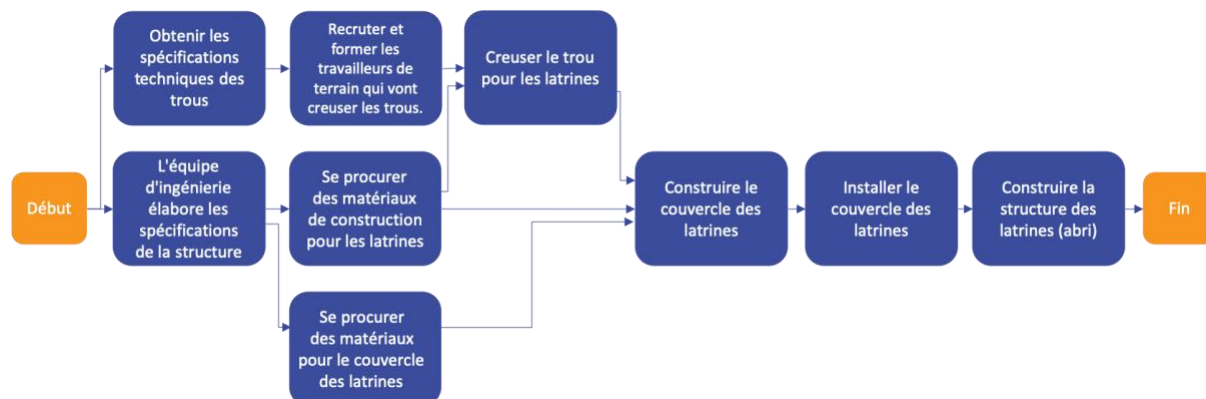 Obtenir les
spécifications
techniques des
trous
Recruter et
former les
travailleurs de
terrain qui vont
creuser les trous.
Creuser le trou
pour les latrines
Début
L'équipe
d'ingénierie
élabore les
spécifications
de la structure
Se procurer
des matériaux
de construction
pour les latrines
Construire le
couvercle des
latrines
Installer le
couvercle des
latrines
Construire la
structure des
latrines (abri)
Fin
Se procurer
des matériaux
pour le couvercle
des latrines